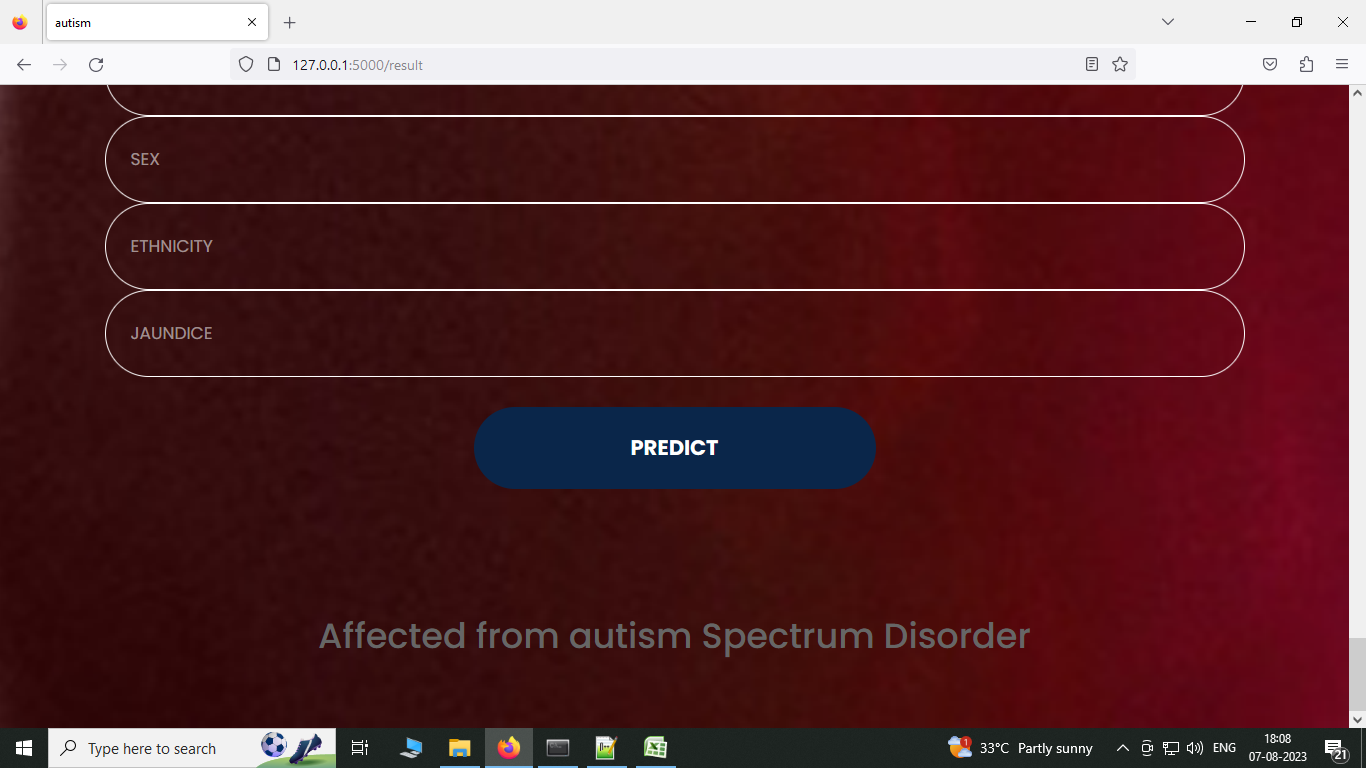 autism
127.0.0.1:5000/result
SEX
ETHNICITY
JAUNDICE
PREDICT
Affected from autism Spectrum Disorder
Type here to search
1
33°C Partly sunny
ENG
18:08
07-08-2023
21